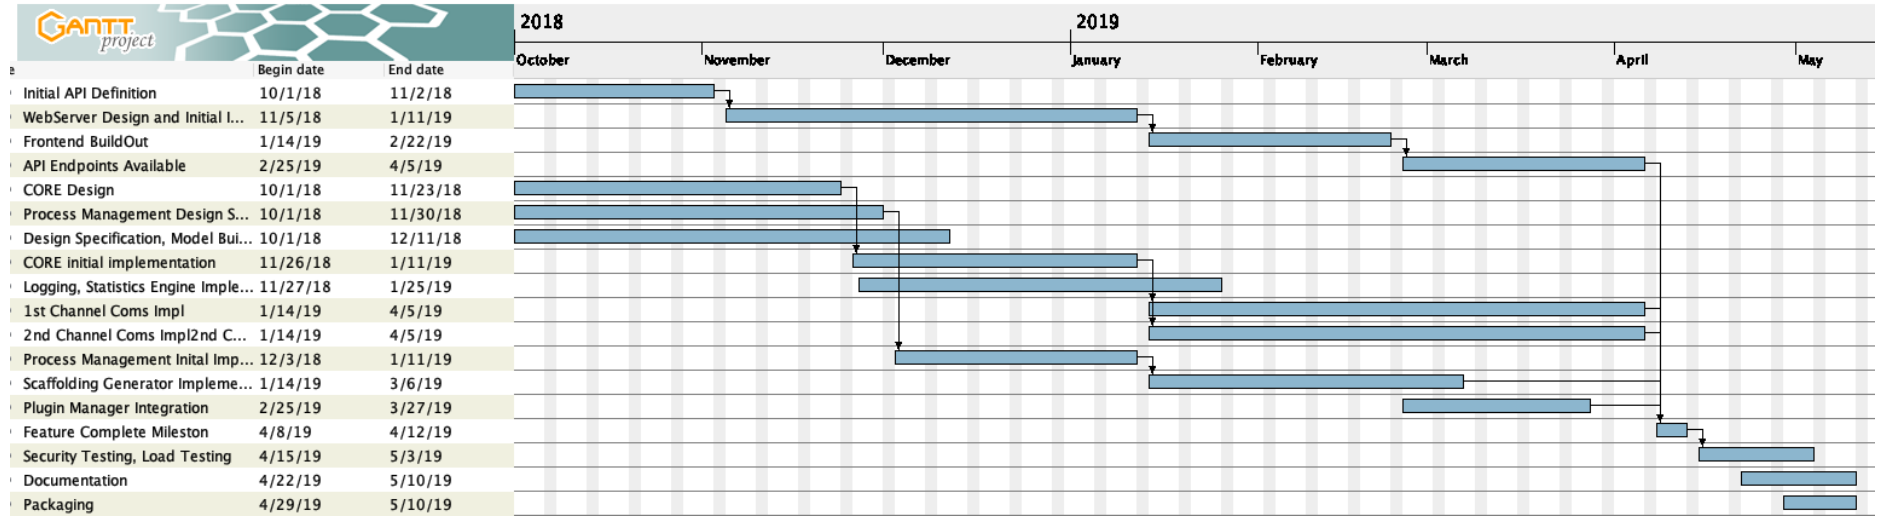 GANTT
project
2018 2019
October November December January February March April May
e Begin date End date
Initial API Definition 10/1/18 11/2/18
WebServer Design and Initial I... 11/5/18 1/11/19
Frontend BuildOut 1/14/19 2/22/19
API Endpoints Available 2/25/19 4/5/19
CORE Design 10/1/18 11/23/18
Process Management Design S... 10/1/18 11/30/18
Design Specification, Model Bui... 10/1/18 12/11/18
CORE initial implementation 11/26/18 1/11/19
Logging, Statistics Engine Imple... 11/27/18 1/25/19
1st Channel Coms Impl 1/14/19 4/5/19
2nd Channel Coms Impl2nd C... 1/14/19 4/5/19
Process Management Inital Imp... 12/3/18 1/11/19
Scaffolding Generator Impleme... 1/14/19 3/6/19
Plugin Manager Integration 2/25/19 3/27/19
Feature Complete Mileston 4/8/19 4/12/19
Security Testing, Load Testing 4/15/19 5/3/19
Documentation 4/22/19 5/10/19
Packaging 4/29/19 5/10/19